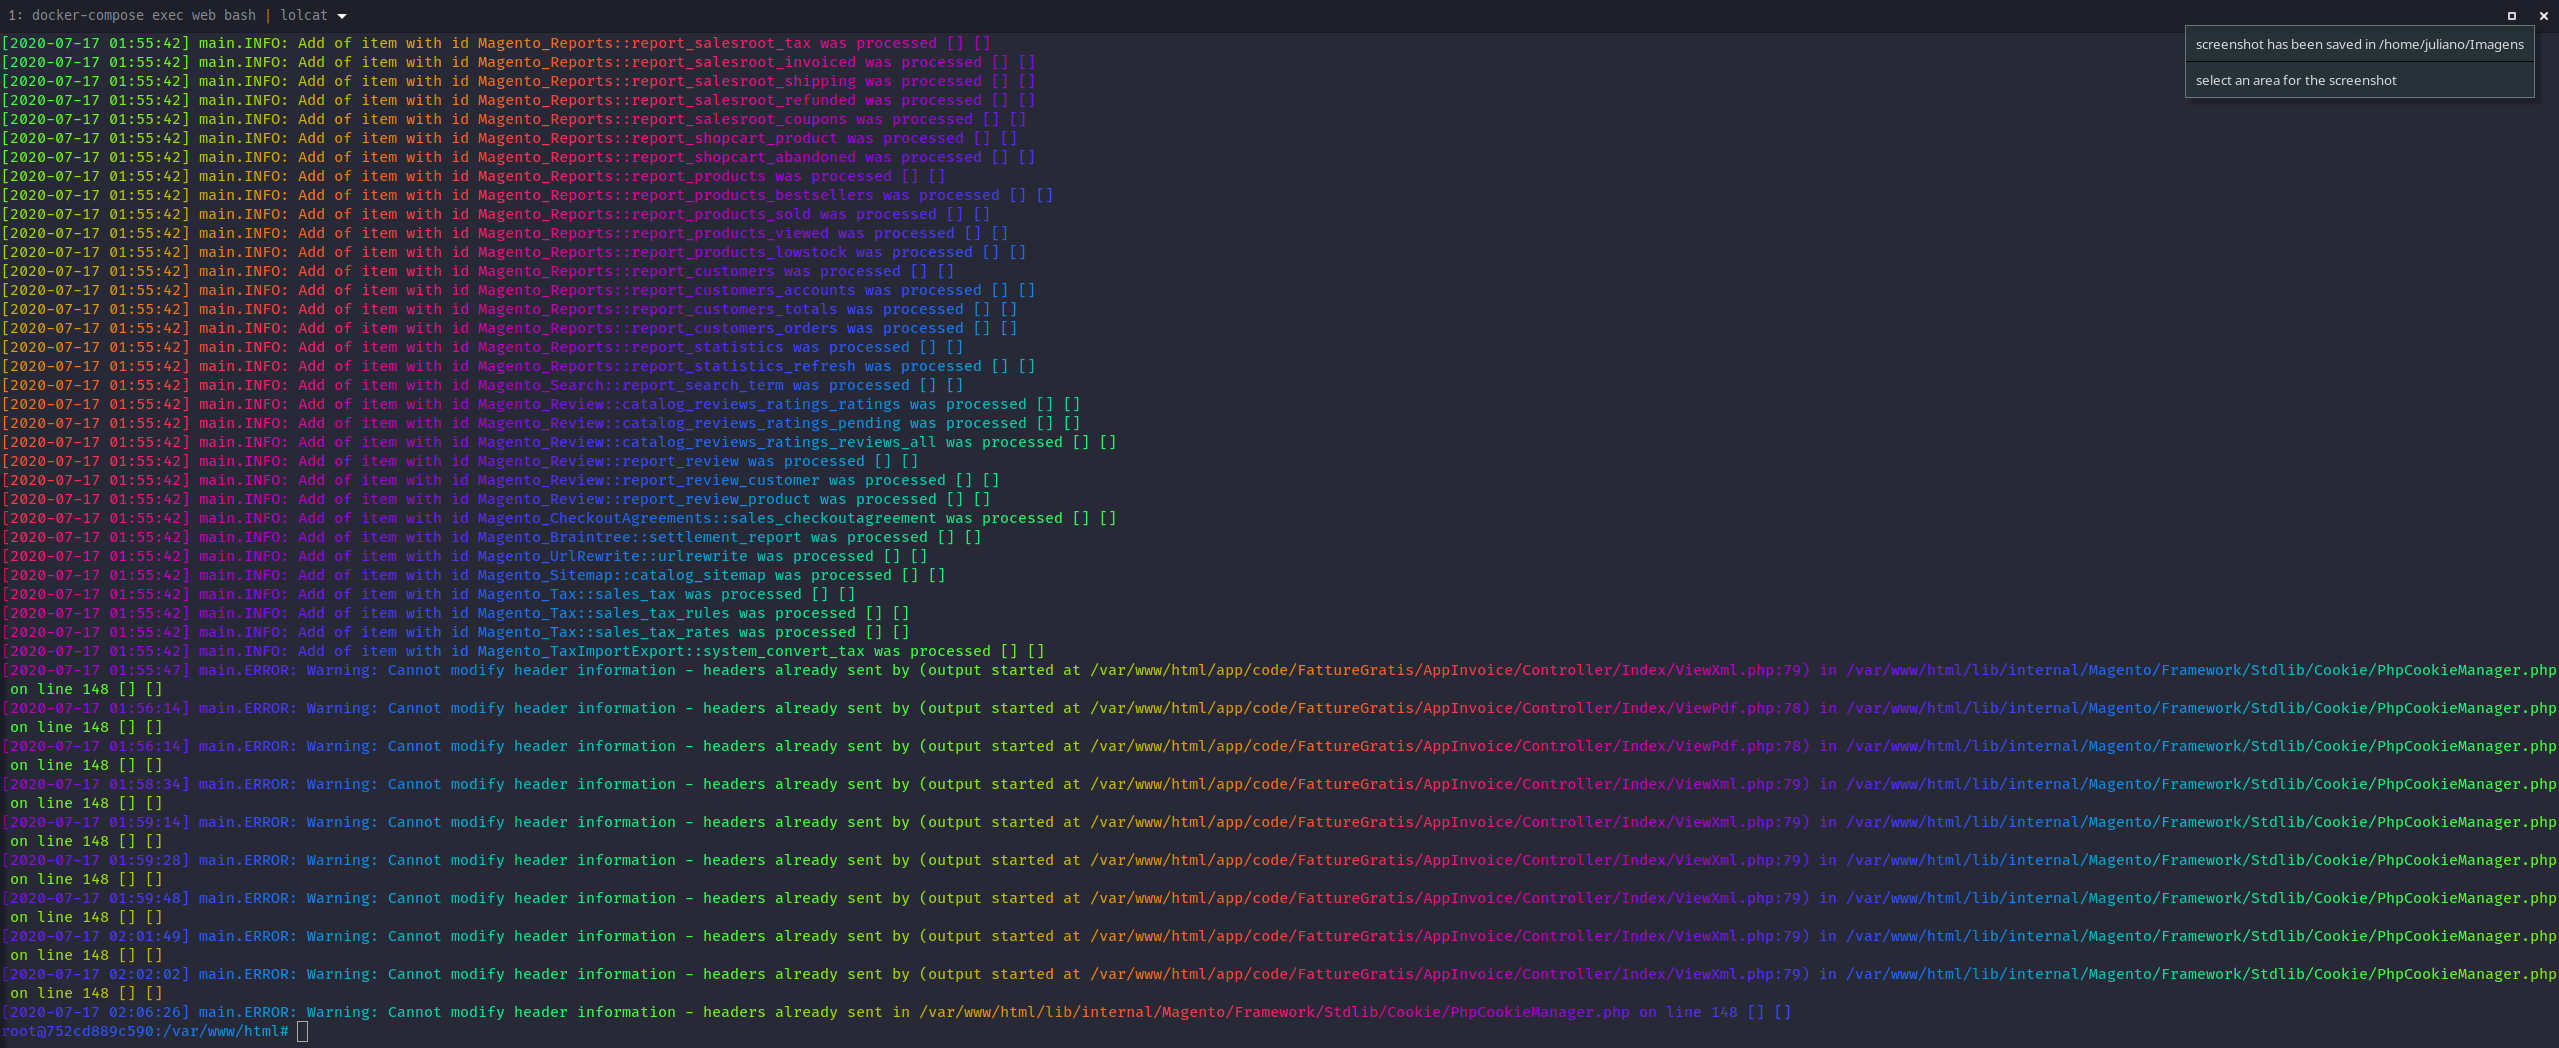 1: docker-compose exec web bash | lolcat
screenshot has been saved in /home/juliano/Imagens
select an area for the screenshot
[2020-07-17 01:55:42] main.INFO: Add of item with id Magento_Reports::report_salesroot_tax was processed [] []
[2020-07-17 01:55:42] main.INFO: Add of item with id Magento_Reports::report_salesroot_invoiced was processed [] []
[2020-07-17 01:55:42] main.INFO: Add of item with id Magento_Reports::report_salesroot_shipping was processed [] []
[2020-07-17 01:55:42] main.INFO: Add of item with id Magento_Reports::report_salesroot_refunded was processed [] []
[2020-07-17 01:55:42] main.INFO: Add of item with id Magento_Reports::report_salesroot_coupons was processed [] []
[2020-07-17 01:55:42] main.INFO: Add of item with id Magento_Reports::report_shopcart_product was processed [] []
[2020-07-17 01:55:42] main.INFO: Add of item with id Magento_Reports::report_shopcart_abandoned was processed [] []
[2020-07-17 01:55:42] main.INFO: Add of item with id Magento_Reports::report_products was processed [] []
[2020-07-17 01:55:42] main.INFO: Add of item with id Magento_Reports::report_products_bestsellers was processed [] []
[2020-07-17 01:55:42] main.INFO: Add of item with id Magento_Reports::report_products_sold was processed [] []
[2020-07-17 01:55:42] main.INFO: Add of item with id Magento_Reports::report_products_viewed was processed [] []
[2020-07-17 01:55:42] main.INFO: Add of item with id Magento_Reports::report_products_lowstock was processed [] []
[2020-07-17 01:55:42] main.INFO: Add of item with id Magento_Reports::report_customers was processed [] []
[2020-07-17 01:55:42] main.INFO: Add of item with id Magento_Reports::report_customers_accounts was processed [] []
[2020-07-17 01:55:42] main.INFO: Add of item with id Magento_Reports::report_customers_totals was processed [] []
[2020-07-17 01:55:42] main.INFO: Add of item with id Magento_Reports::report_customers_orders was processed [] []
[2020-07-17 01:55:42] main.INFO: Add of item with id Magento_Reports::report_statistics was processed [] []
[2020-07-17 01:55:42] main.INFO: Add of item with id Magento_Reports::report_statistics_refresh was processed [] []
[2020-07-17 01:55:42] main.INFO: Add of item with id Magento_Search::report_search_term was processed [] []
[2020-07-17 01:55:42] main.INFO: Add of item with id Magento_Review::catalog_reviews_ratings_ratings was processed [] []
[2020-07-17 01:55:42] main.INFO: Add of item with id Magento_Review::catalog_reviews_ratings_pending was processed [] []
[2020-07-17 01:55:42] main.INFO: Add of item with id Magento_Review::catalog_reviews_ratings_reviews_all was processed [] []
[2020-07-17 01:55:42] main.INFO: Add of item with id Magento_Review::report_review was processed [] []
[2020-07-17 01:55:42] main.INFO: Add of item with id Magento_Review::report_review_customer was processed [] []
[2020-07-17 01:55:42] main.INFO: Add of item with id Magento_Review::report_review_product was processed [] []
[2020-07-17 01:55:42] main.INFO: Add of item with id Magento_CheckoutAgreements::sales_checkoutagreement was processed [] []
[2020-07-17 01:55:42] main.INFO: Add of item with id Magento_Braintree::settlement_report was processed [] []
[2020-07-17 01:55:42] main.INFO: Add of item with id Magento_UrlRewrite::urlrewrite was processed [] []
[2020-07-17 01:55:42] main.INFO: Add of item with id Magento_Sitemap::catalog_sitemap was processed [] []
[2020-07-17 01:55:42] main.INFO: Add of item with id Magento_Tax::sales_tax was processed [] []
[2020-07-17 01:55:42] main.INFO: Add of item with id Magento_Tax::sales_tax_rules was processed [] []
[2020-07-17 01:55:42] main.INFO: Add of item with id Magento_Tax::sales_tax_rates was processed [] []
[2020-07-17 01:55:42] main.INFO: Add of item with id Magento_TaxImportExport::system_convert_tax was processed [] []
[2020-07-17 01:55:47] main.ERROR: Warning: Cannot modify header information - headers already sent by (output started at /var/www/html/app/code/FattureGratis/AppInvoice/Controller/Index/ViewXml.php:79) in /var/www/html/lib/internal/Magento/Framework/Stdlib/Cookie/PhpCookieManager.php
on line 148 [] []
[2020-07-17 01:56:14] main.ERROR: Warning: Cannot modify header information - headers already sent by (output started at /var/www/html/app/code/FattureGratis/AppInvoice/Controller/Index/ViewPdf.php:78) in /var/www/html/lib/internal/Magento/Framework/Stdlib/Cookie/PhpCookieManager.php
on line 148 [] []
[2020-07-17 01:56:14] main.ERROR: Warning: Cannot modify header information - headers already sent by (output started at /var/www/html/app/code/FattureGratis/AppInvoice/Controller/Index/ViewPdf.php:78) in /var/www/html/lib/internal/Magento/Framework/Stdlib/Cookie/PhpCookieManager.php
on line 148 [] []
[2020-07-17 01:58:34] main.ERROR: Warning: Cannot modify header information - headers already sent by (output started at /var/www/html/app/code/FattureGratis/AppInvoice/Controller/Index/ViewXml.php:79) in /var/www/html/lib/internal/Magento/Framework/Stdlib/Cookie/PhpCookieManager.php
on line 148 [] []
[2020-07-17 01:59:14] main.ERROR: Warning: Cannot modify header information - headers already sent by (output started at /var/www/html/app/code/FattureGratis/AppInvoice/Controller/Index/ViewXml.php:79) in /var/www/html/lib/internal/Magento/Framework/Stdlib/Cookie/PhpCookieManager.php
on line 148 [] []
[2020-07-17 01:59:28] main.ERROR: Warning: Cannot modify header information - headers already sent by (output started at /var/www/html/app/code/FattureGratis/AppInvoice/Controller/Index/ViewXml.php:79) in /var/www/html/lib/internal/Magento/Framework/Stdlib/Cookie/PhpCookieManager.php
on line 148 [] []
[2020-07-17 01:59:48] main.ERROR: Warning: Cannot modify header information - headers already sent by (output started at /var/www/html/app/code/FattureGratis/AppInvoice/Controller/Index/ViewXml.php:79) in /var/www/html/lib/internal/Magento/Framework/Stdlib/Cookie/PhpCookieManager.php
on line 148 [] []
[2020-07-17 02:01:49] main.ERROR: Warning: Cannot modify header information - headers already sent by (output started at /var/www/html/app/code/FattureGratis/AppInvoice/Controller/Index/ViewXml.php:79) in /var/www/html/lib/internal/Magento/Framework/Stdlib/Cookie/PhpCookieManager.php
on line 148 [] []
[2020-07-17 02:02:02] main.ERROR: Warning: Cannot modify header information - headers already sent by (output started at /var/www/html/app/code/FattureGratis/AppInvoice/Controller/Index/ViewXml.php:79) in /var/www/html/lib/internal/Magento/Framework/Stdlib/Cookie/PhpCookieManager.php
on line 148 [] []
[2020-07-17 02:06:26] main.ERROR: Warning: Cannot modify header information - headers already sent in /var/www/html/lib/internal/Magento/Framework/Stdlib/Cookie/PhpCookieManager.php on line 148 [] []
root@752cd889c590:/var/www/html#